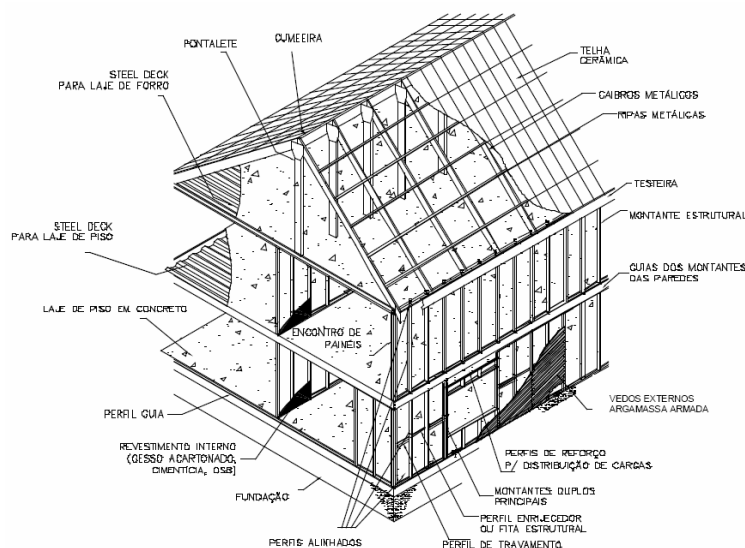 PONTALETE
CUMEEIRA
STEEL DECK
PARA LAJE DE FORRO
TELHA
CERÂMICA
CAIBROS METÁLICOS
RIPAS METÁLICAS
TESTEIRA
MONTANTE ESTRUTURAL
STEEL DECK
PARA LAJE DE PISO
GUIAS DOS MONTANTES
DAS PAREDES
LAJE DE PISO EM CONCRETO
ENCONTRO DE
PAINÉIS
PERFIL GUIA
VEDOS EXTERNOS
ARGAMASSA ARMADA
REVESTIMENTO INTERNO
(GESSO ACARTONADO,
CIMENTÍCIA, OSB)
PERFIS DE REFORÇO
P/ DISTRIBUIÇÃO DE CARGAS
FUNDAÇÃO
MONTANTES DUPLOS
PRINCIPAIS
PERFIL ENRIJECEDOR
OU FITA ESTRUTURAL
PERFIS ALINHADOS
PERFIL DE TRAVAMENTO